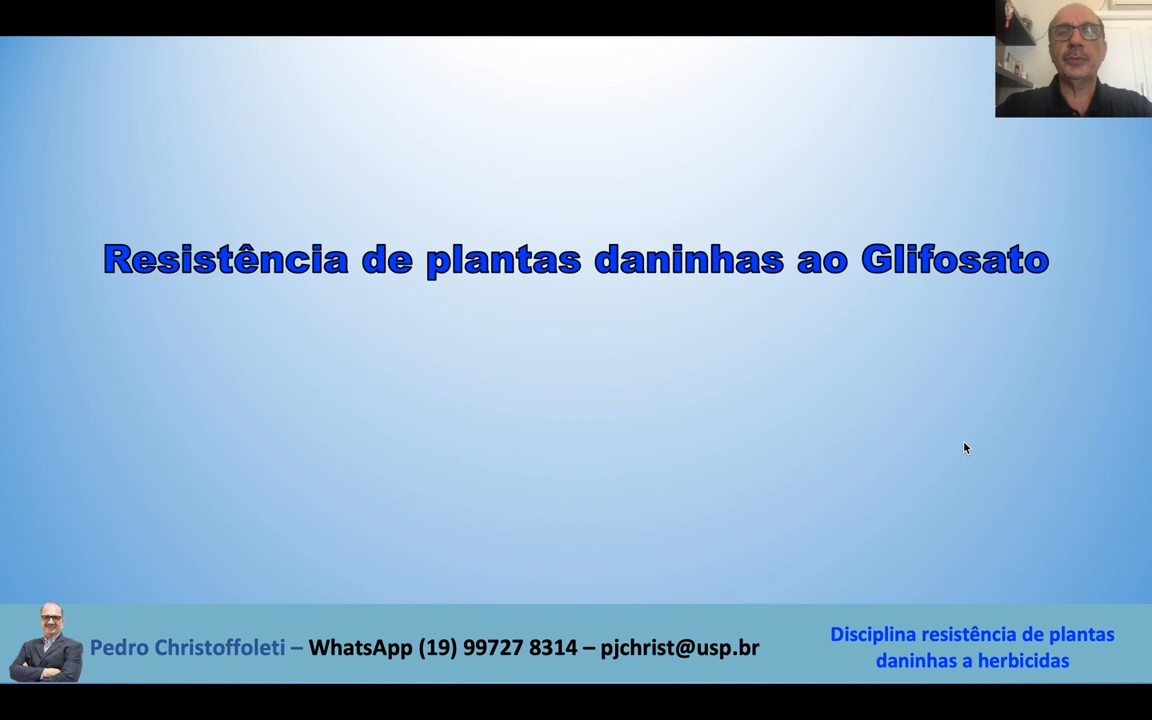 Resistência de plantas daninhas ao Glifosato
Pedro Christoffoleti – WhatsApp (19) 99727 8314 – pjchrist@usp.br
Disciplina resistência de plantas
daninhas a herbicidas